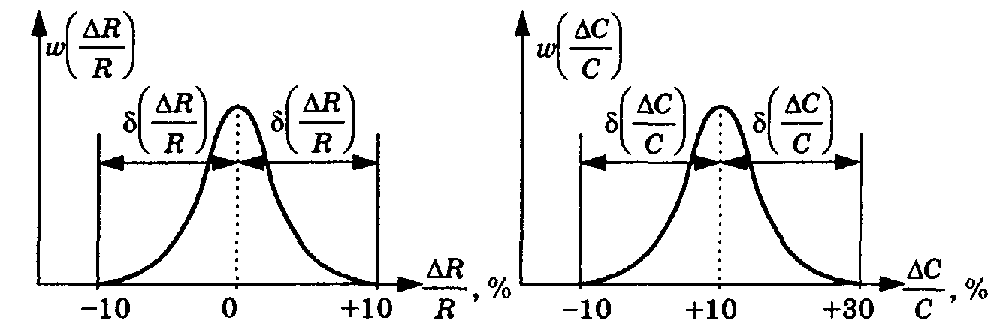 w(ΔR/R)
δ(ΔR/R) δ(ΔR/R)
-10 0 +10 ΔR/R, %
w(ΔC/C)
δ(ΔC/C) δ(ΔC/C)
-10 +10 +30 ΔC/C, %